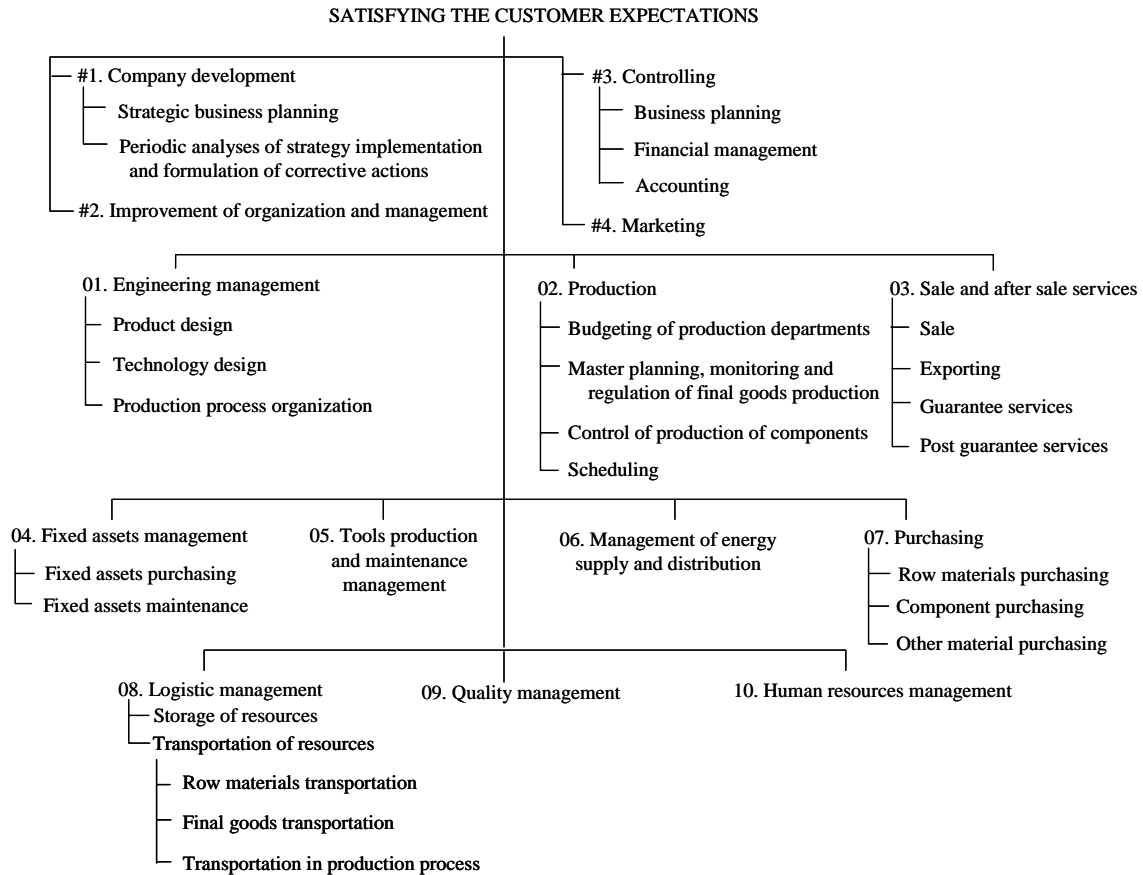 SATISFYING THE CUSTOMER EXPECTATIONS
#1. Company development
Strategic business planning
Periodic analyses of strategy implementation
and formulation of corrective actions
#2. Improvement of organization and management
#3. Controlling
Business planning
Financial management
Accounting
#4. Marketing
01. Engineering management
Product design
Technology design
Production process organization
02. Production
Budgeting of production departments
Master planning, monitoring and
regulation of final goods production
Control of production of components
Scheduling
03. Sale and after sale services
Sale
Exporting
Guarantee services
Post guarantee services
04. Fixed assets management
Fixed assets purchasing
Fixed assets maintenance
05. Tools production
and maintenance
management
06. Management of energy
supply and distribution
07. Purchasing
Row materials purchasing
Component purchasing
Other material purchasing
08. Logistic management
Storage of resources
Transportation of resources
Row materials transportation
Final goods transportation
Transportation in production process
09. Quality management
10. Human resources management